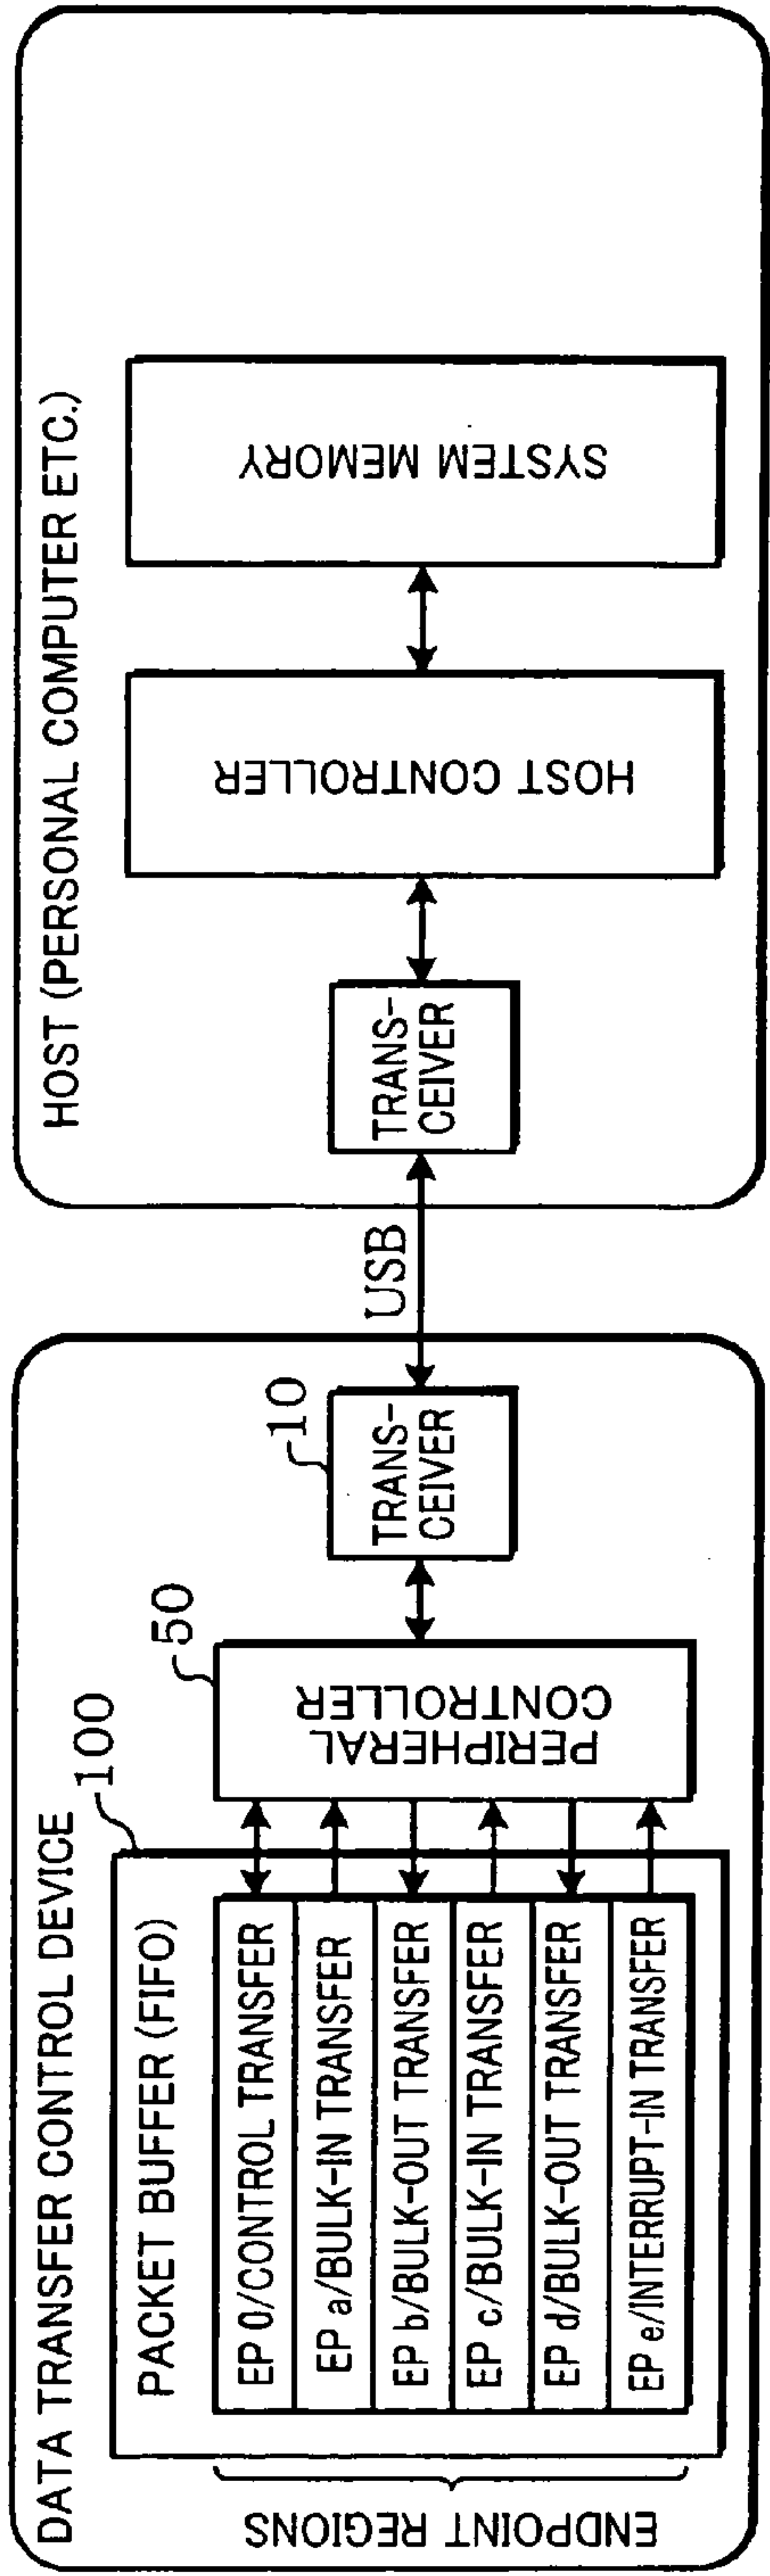 DATA TRANSFER CONTROL DEVICE
100
PACKET BUFFER (FIFO)
50
EP 0/CONTROL TRANSFER
EP a/BULK-IN TRANSFER
EP b/BULK-OUT TRANSFER
EP c/BULK-IN TRANSFER
EP d/BULK-OUT TRANSFER
EP e/INTERRUPT-IN TRANSFER
ENDPOINT REGIONS
PERIPHERAL
CONTROLLER
10
TRANS-
CEIVER
USB
HOST (PERSONAL COMPUTER ETC.)
TRANS-
CEIVER
HOST CONTROLLER
SYSTEM MEMORY